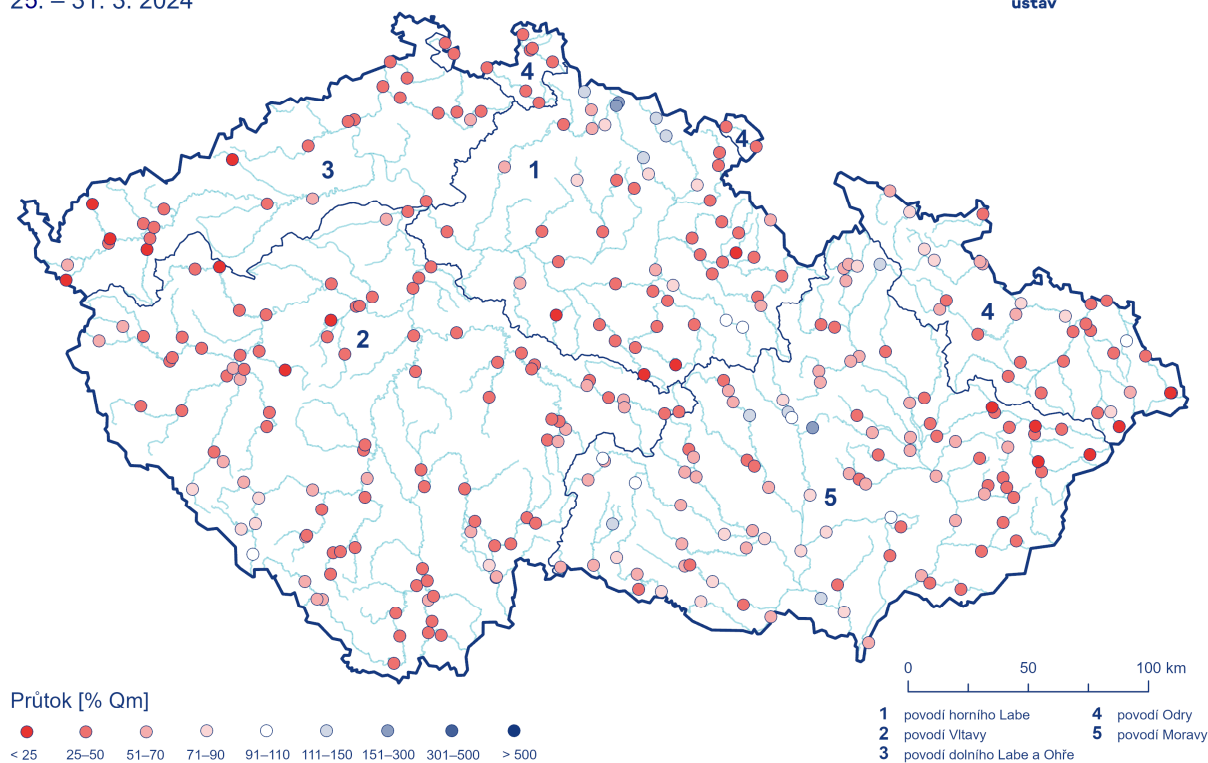 25. – 31. 3. 2024
ústav
4
4
3
1
2
4
5
0 50 100 km
Průtok [% Qm]
< 25 25–50 51–70 71–90 91–110 111–150 151–300 301–500 > 500
1 povodí horního Labe
2 povodí Vltavy
3 povodí dolního Labe a Ohře
4 povodí Odry
5 povodí Moravy